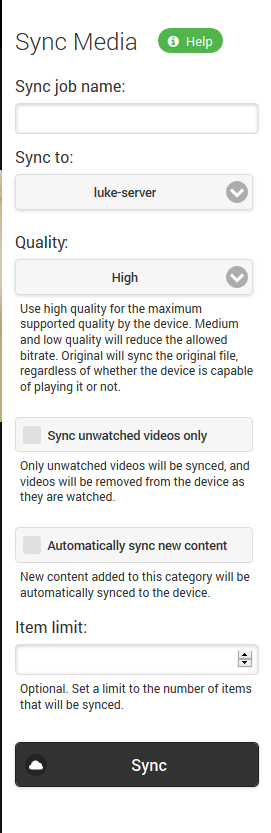 Sync Media
Help
Sync job name:
Sync to:
luke-server
Quality:
High
Use high quality for the maximum
supported quality by the device. Medium
and low quality will reduce the allowed
bitrate. Original will sync the original file,
regardless of whether the device is capable
of playing it or not.
Sync unwatched videos only
Only unwatched videos will be synced, and
videos will be removed from the device as
they are watched.
Automatically sync new content
New content added to this category will be
automatically synced to the device.
Item limit:
Optional. Set a limit to the number of items
that will be synced.
Sync